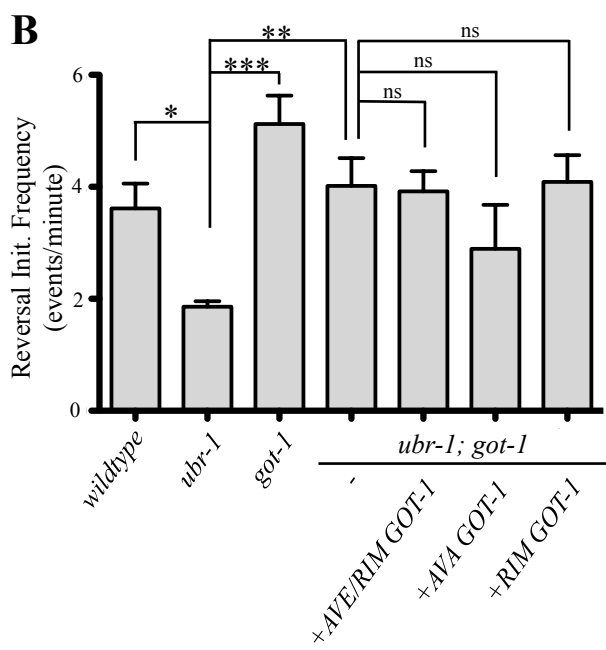 B
**
ns
***
ns
*
ns
6
4
2
0
Reversal Init. Frequency
(events/minute)
wildtype
ubr-1
got-1
ubr-1; got-1
-
+AVE/RIM GOT-1
+AVA GOT-1
+RIM GOT-1